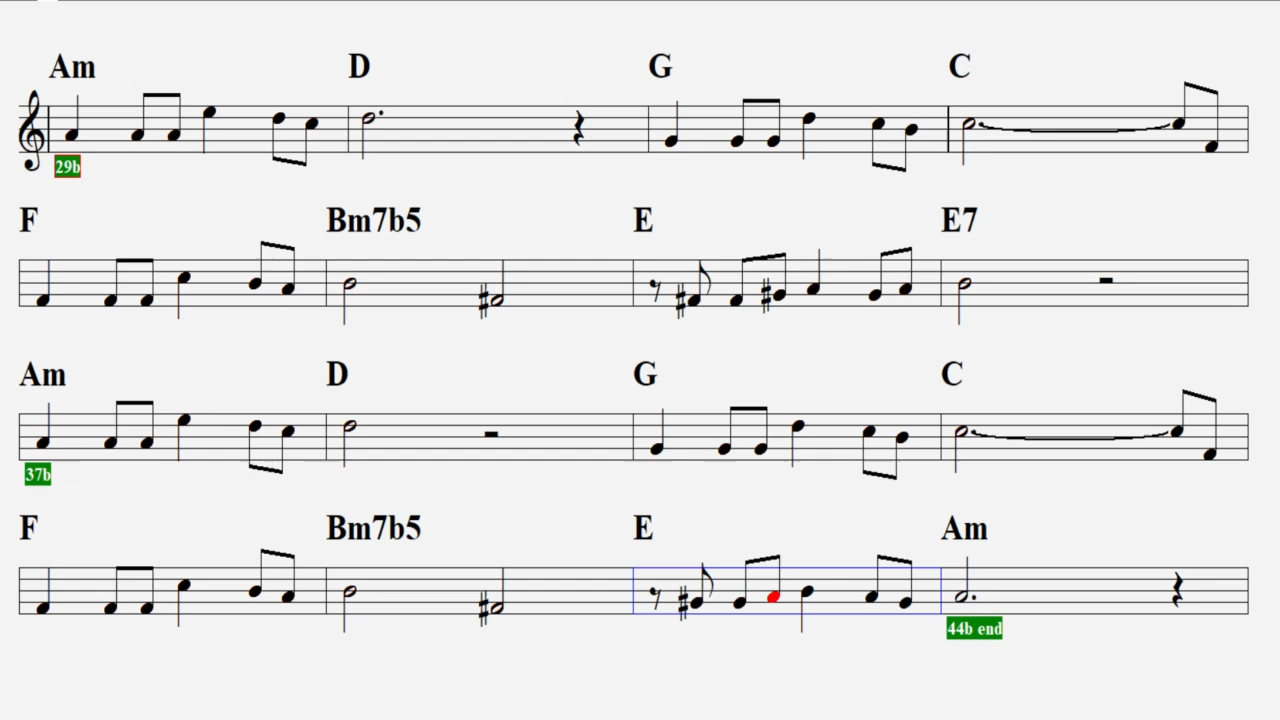 Am D G C
29b
F Bm7b5 E E7
Am D G C
37b
F Bm7b5 E Am
44b end